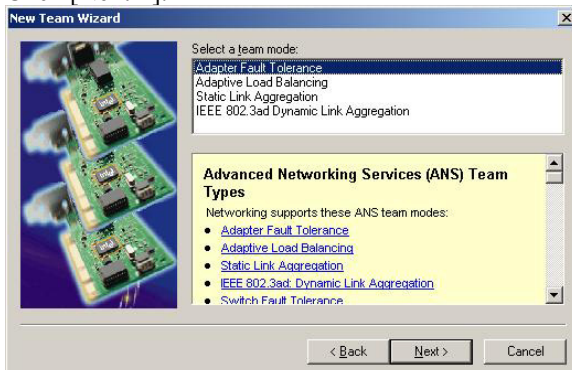 New Team Wizard
Select a team mode:
Adapter Fault Tolerance
Adaptive Load Balancing
Static Link Aggregation
IEEE 802.3ad Dynamic Link Aggregation
Advanced Networking Services (ANS) Team
Types
Networking supports these ANS team modes:
• Adapter Fault Tolerance
• Adaptive Load Balancing
• Static Link Aggregation
• IEEE 802.3ad: Dynamic Link Aggregation
• Switch Fault Tolerance
< Back
Next >
Cancel